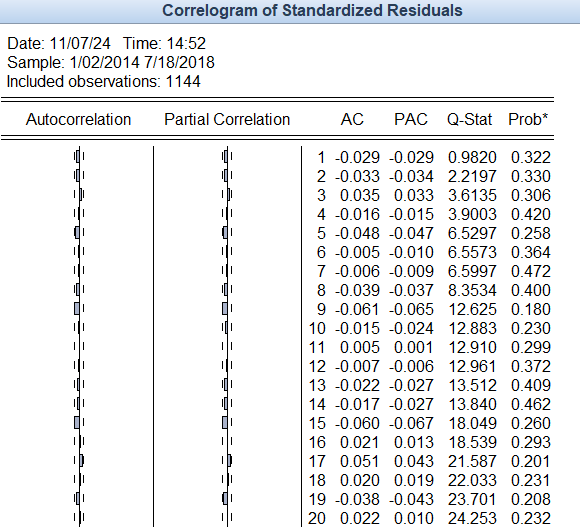 Correlogram of Standardized Residuals
Date: 11/07/24 Time: 14:52
Sample: 1/02/2014 7/18/2018
Included observations: 1144
Autocorrelation Partial Correlation AC PAC Q-Stat Prob*
1 -0.029 -0.029 0.9820 0.322
2 -0.033 -0.034 2.2197 0.330
3 0.035 0.033 3.6135 0.306
4 -0.016 -0.015 3.9003 0.420
5 -0.048 -0.047 6.5297 0.258
6 -0.005 -0.010 6.5573 0.364
7 -0.006 -0.009 6.5997 0.472
8 -0.039 -0.037 8.3534 0.400
9 -0.061 -0.065 12.625 0.180
10 -0.015 -0.024 12.883 0.230
11 0.005 0.001 12.910 0.299
12 -0.007 -0.006 12.961 0.372
13 -0.022 -0.027 13.512 0.409
14 -0.017 -0.027 13.840 0.462
15 -0.060 -0.067 18.049 0.260
16 0.021 0.013 18.539 0.293
17 0.051 0.043 21.587 0.201
18 0.020 0.019 22.033 0.231
19 -0.038 -0.043 23.701 0.208
20 0.022 0.010 24.253 0.232